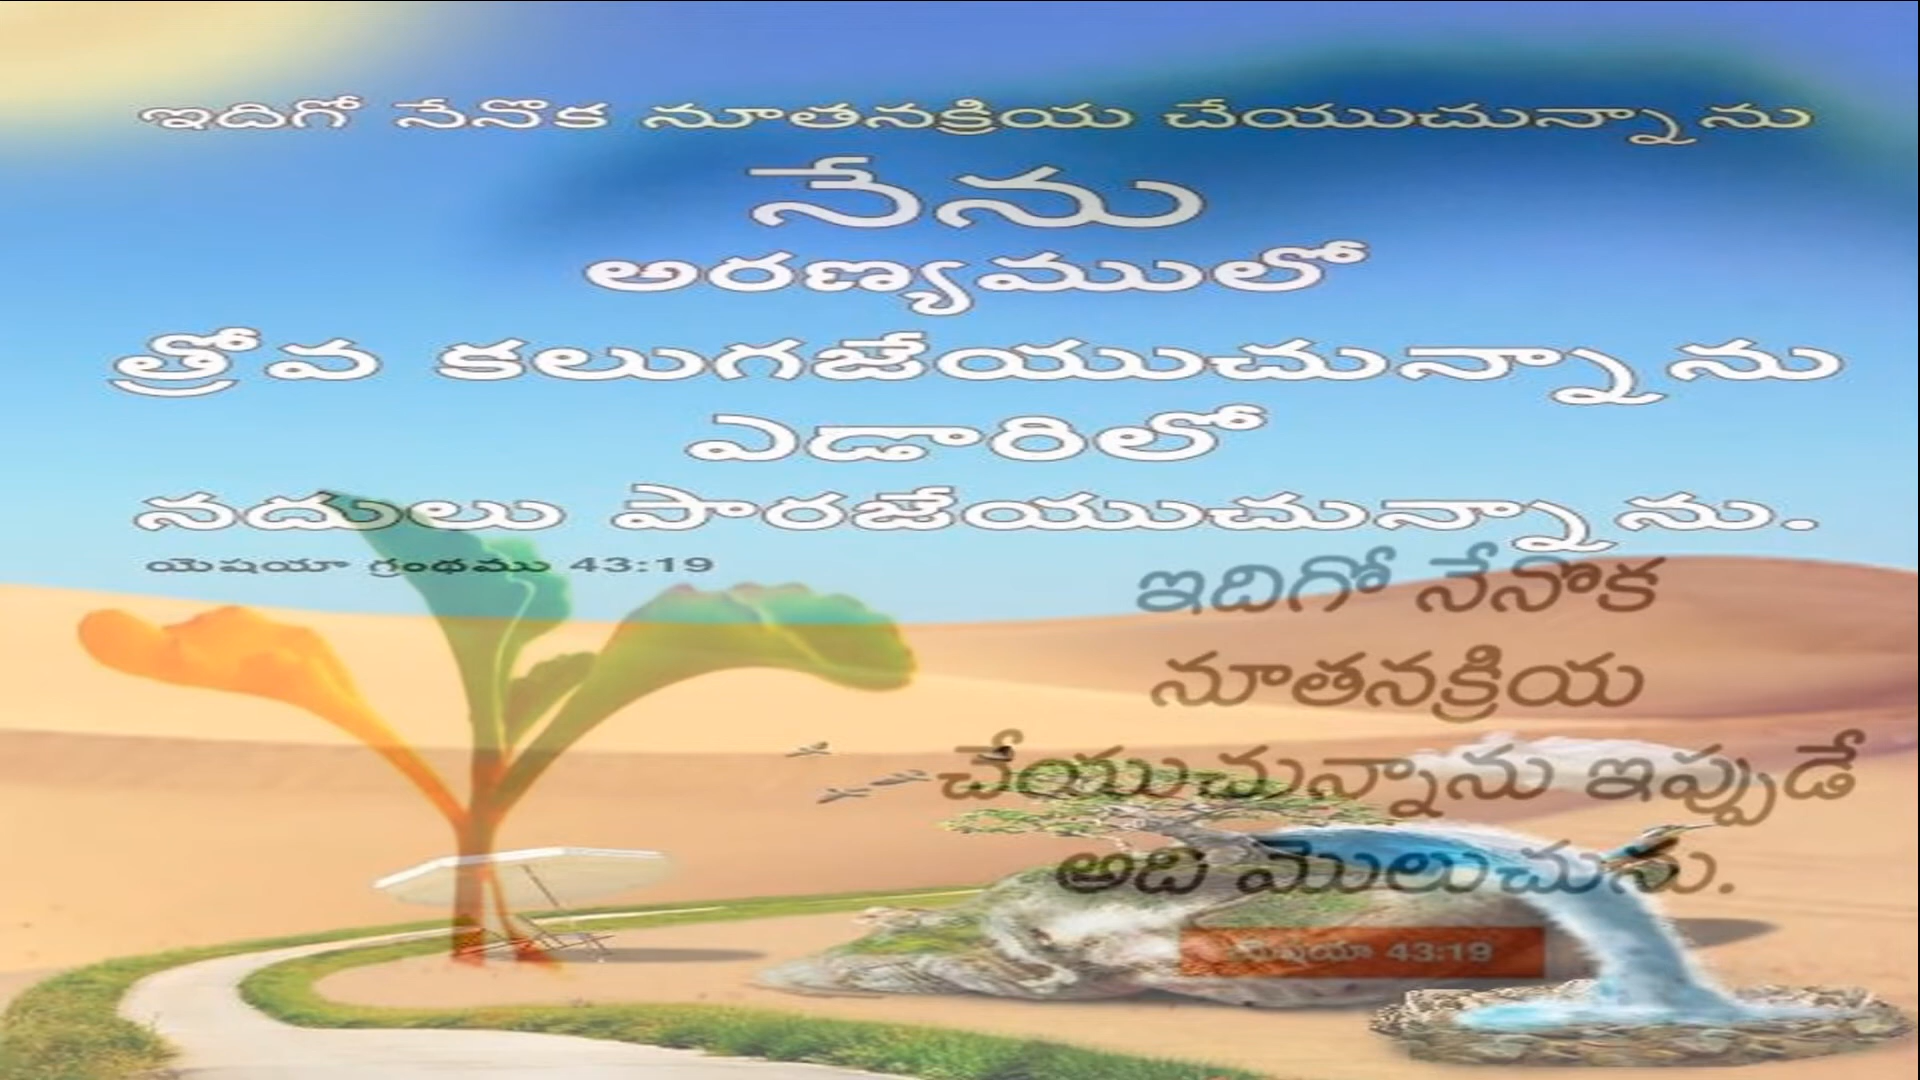 ఇదిగో నేనొక నూతనక్రియ చేయుచున్నాను
నేను
అరణ్యములో
త్రోవ కలుగజేయుచున్నాను
ఎడారిలో
నదులు పారజేయుచున్నాను.
యెషయా గ్రంథము 43:19
ఇదిగో నేనొక
నూతనక్రియ
చేయుచున్నాను ఇప్పుడే
అది మొలుచును.
యెషయా 43:19